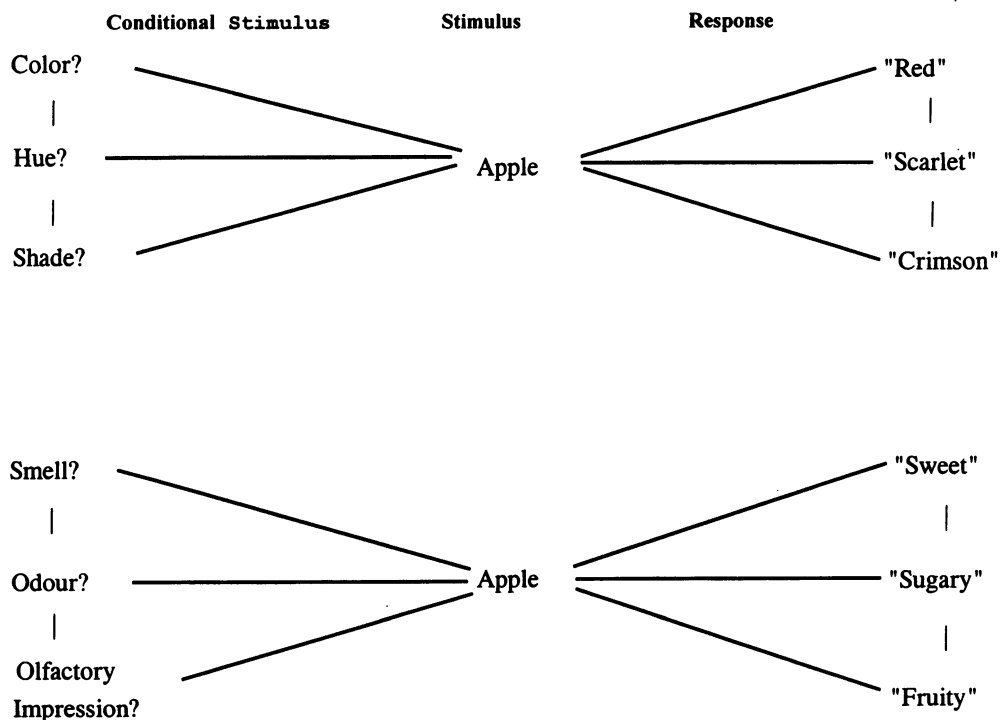 Conditional Stimulus Stimulus Response
Color? "Red"
Hue? Apple "Scarlet"
Shade? "Crimson"
Smell? "Sweet"
Odour? Apple "Sugary"
Olfactory
Impression? "Fruity"